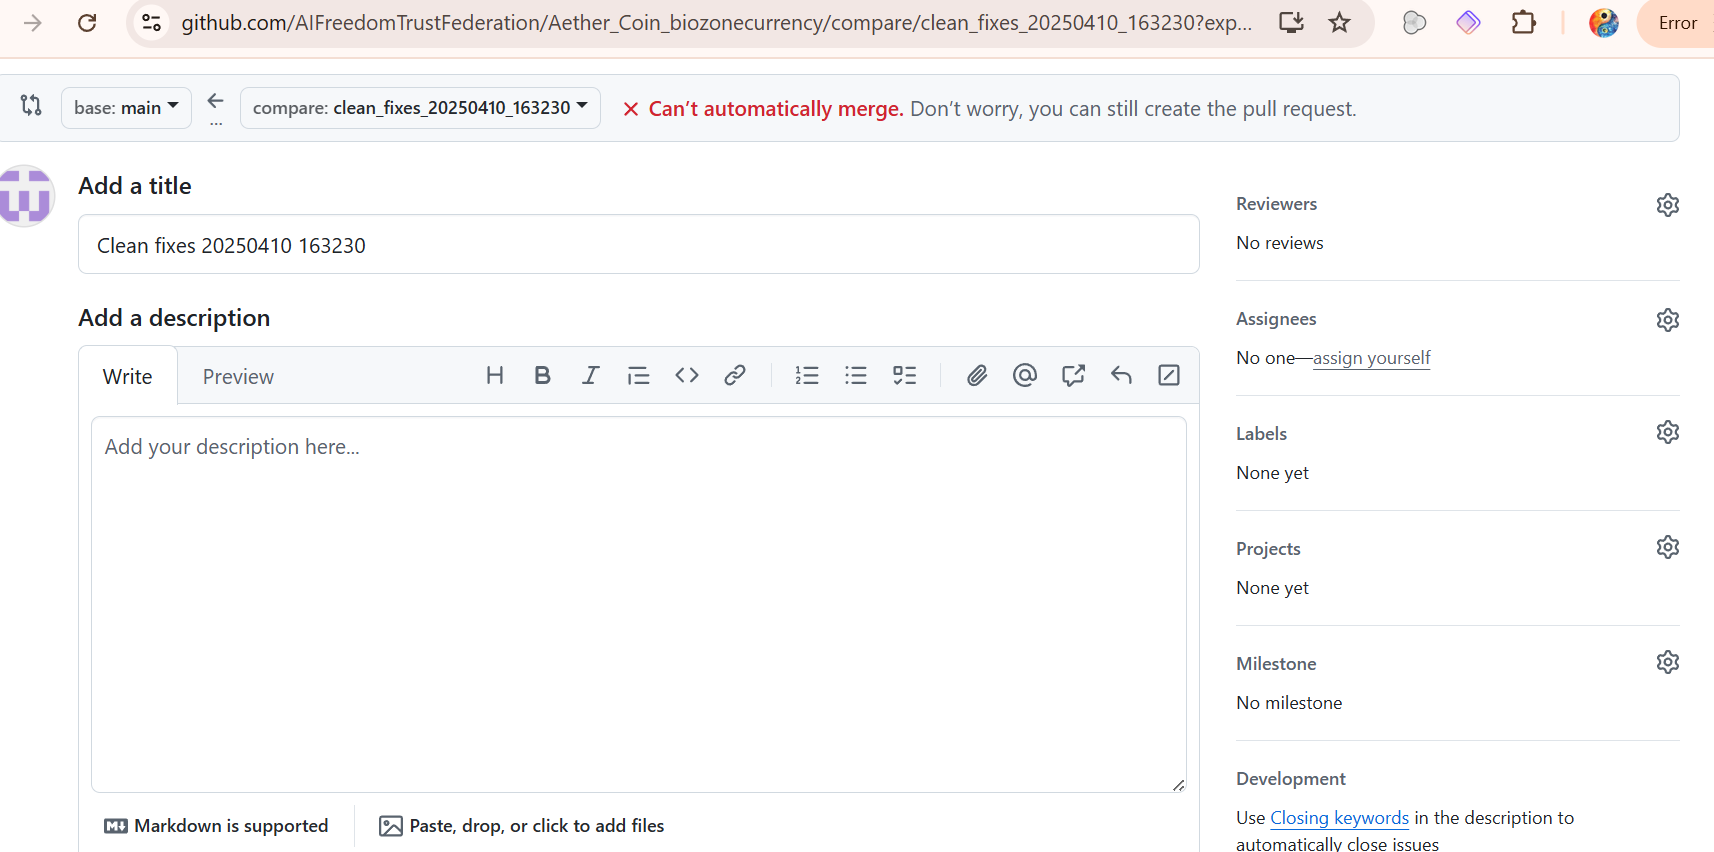 github.com/AIFreedomTrustFederation/Aether_Coin_biozonecurrency/compare/clean_fixes_20250410_163230?exp...
Error
base: main
...
compare: clean_fixes_20250410_163230
Can't automatically merge. Don't worry, you can still create the pull request.
Add a title
Clean fixes 20250410 163230
Add a description
Write
Preview
Add your description here...
Markdown is supported
Paste, drop, or click to add files
Reviewers
No reviews
Assignees
No one—assign yourself
Labels
None yet
Projects
None yet
Milestone
No milestone
Development
Use Closing keywords in the description to
automatically close issues